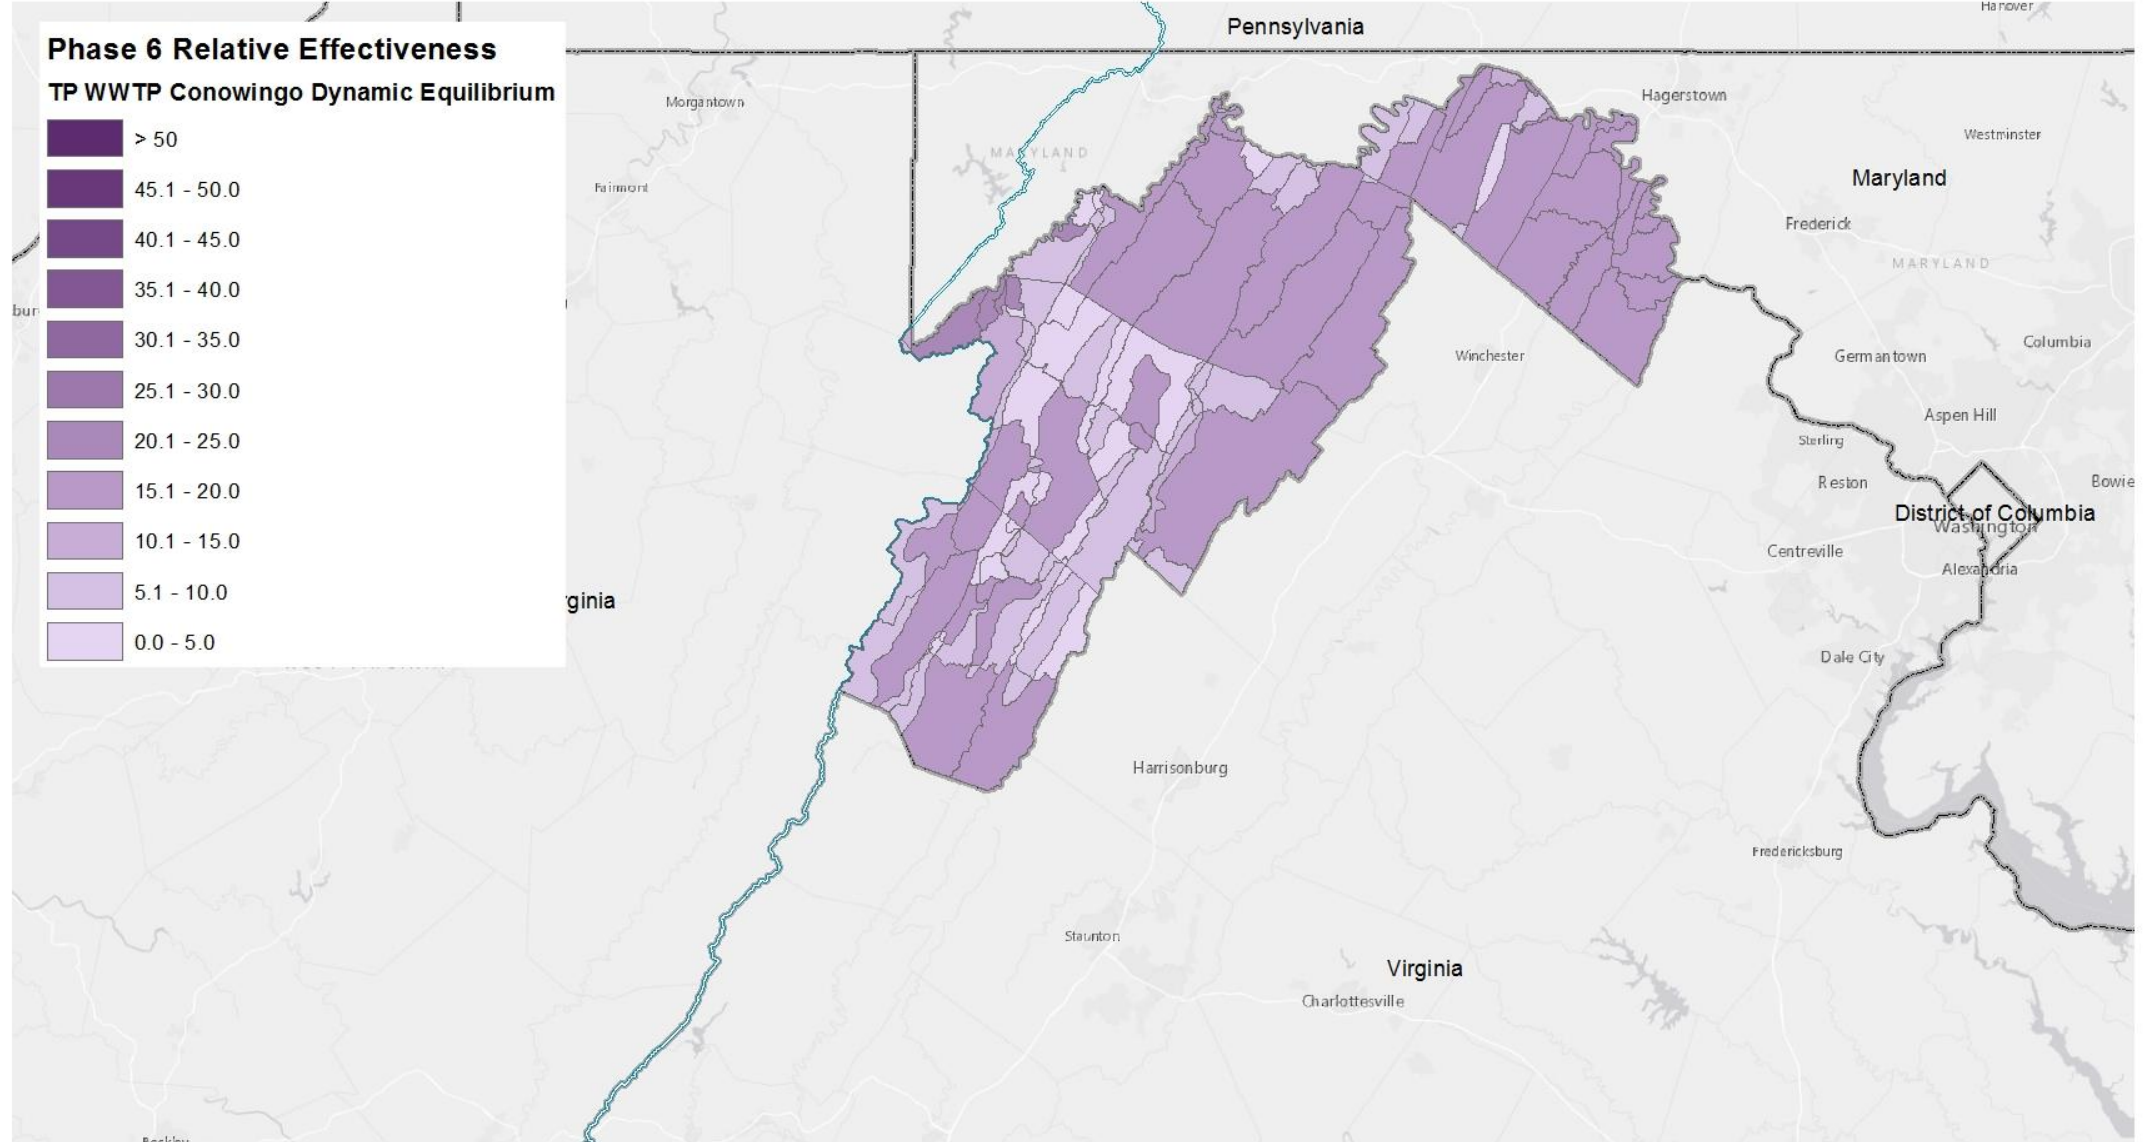 Phase 6 Relative Effectiveness
TP WWTP Conowingo Dynamic Equilibrium
> 50
45.1 - 50.0
40.1 - 45.0
35.1 - 40.0
30.1 - 35.0
25.1 - 30.0
20.1 - 25.0
15.1 - 20.0
10.1 - 15.0
5.1 - 10.0
0.0 - 5.0
Hanover
Pennsylvania
Morgantown
Hagerstown
Westminster
MARYLAND
Fairmont
Maryland
Frederick
MARYLAND
bur
Winchester
Germantown
Columbia
Aspen Hill
Sterling
Reston
Bowie
District of Columbia
Washington
Centreville
Alexandria
rginia
Dale City
Harrisonburg
Fredericksburg
Staunton
Virginia
Charlottesville